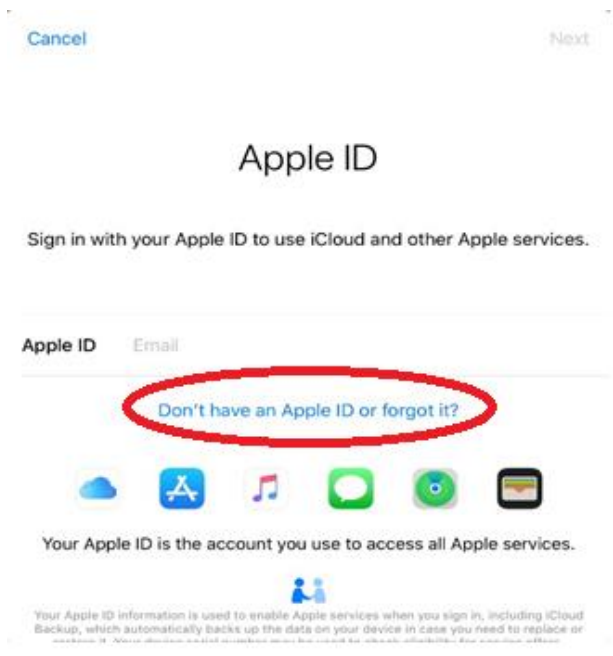 Cancel
Next
Apple ID
Sign in with your Apple ID to use iCloud and other Apple services.
Apple ID Email
Don't have an Apple ID or forgot it?
Your Apple ID is the account you use to access all Apple services.
Your Apple ID information is used to enable Apple services when you sign in, including iCloud
Backup, which automatically backs up the data on your device in case you need to replace or